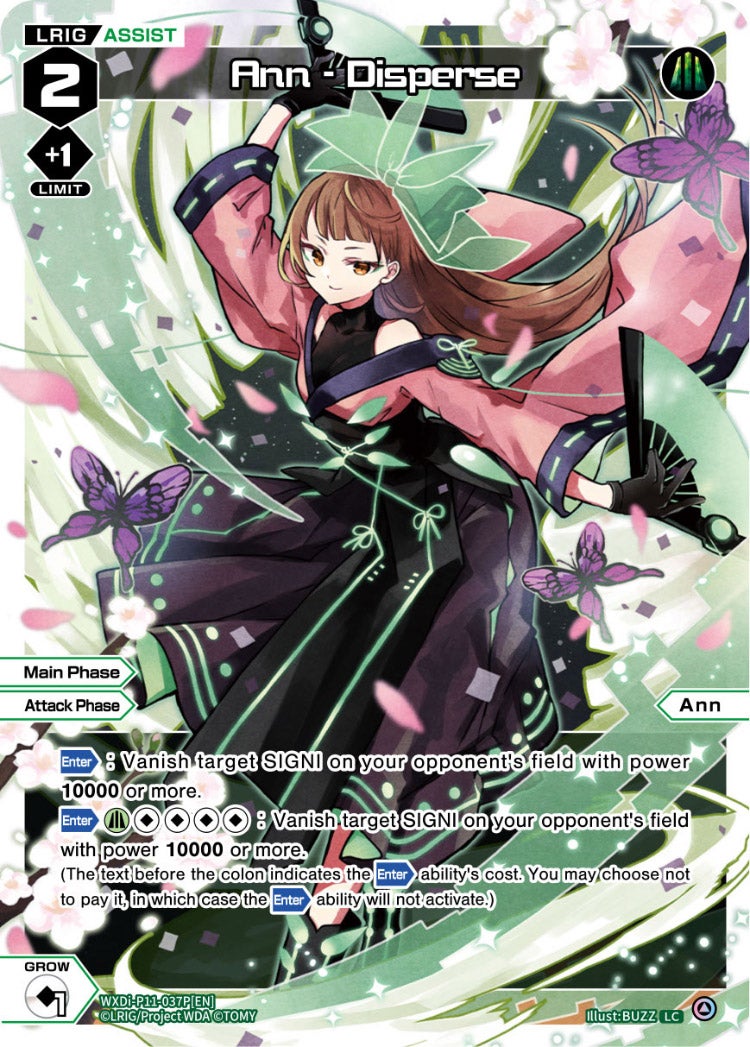 LRIG ASSIST
2
Ann - Disperse
+1
LIMIT
Main Phase
Attack Phase
Ann
Enter : Vanish target SIGNI on your opponent's field with power
10000 or more.
Enter : Vanish target SIGNI on your opponent's field
with power 10000 or more.
(The text before the colon indicates the Enter ability's cost. You may choose not
to pay it, in which case the Enter ability will not activate.)
GROW
1
WXDi-P11-037P[EN]
©LRIG/Project WDA ©TOMY
Illust:BUZZ LC